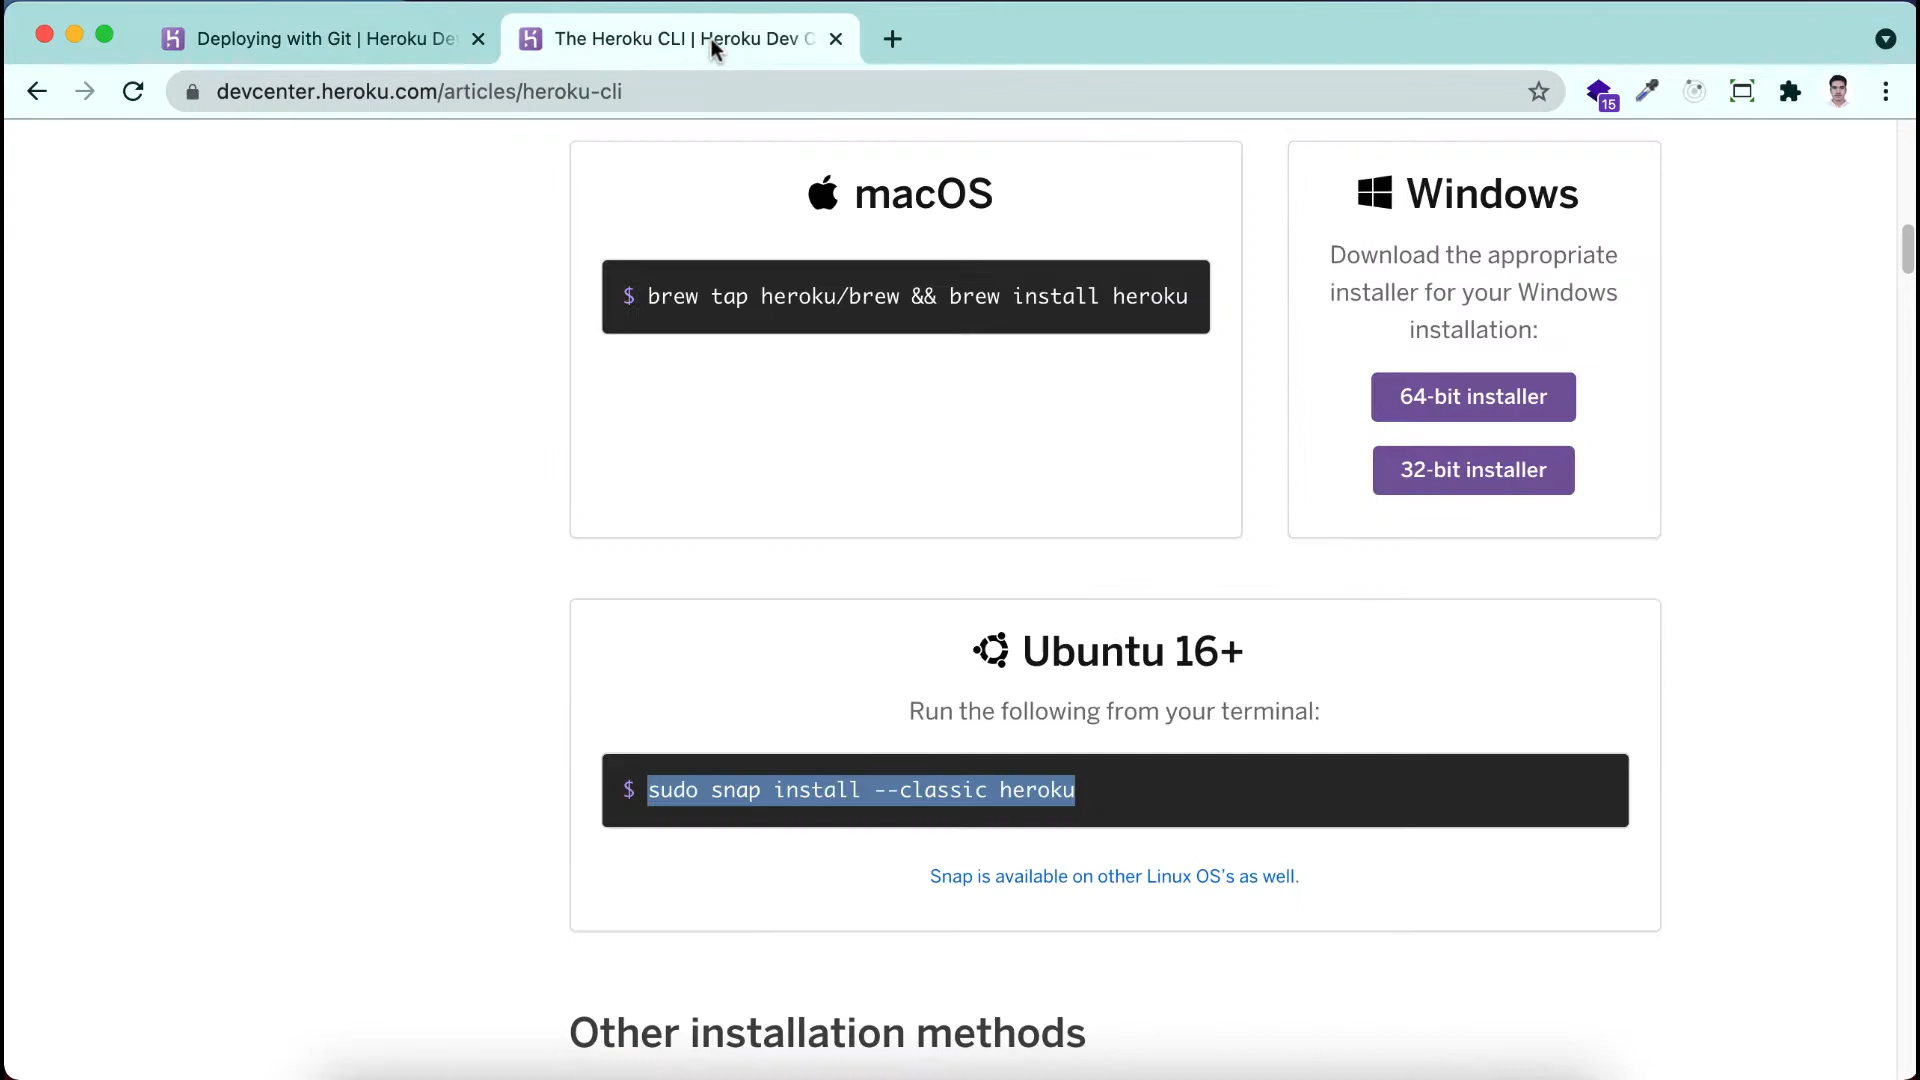 Deploying with Git | Heroku De
The Heroku CLI | Heroku Dev C
devcenter.heroku.com/articles/heroku-cli
15
macOS
$ brew tap heroku/brew && brew install heroku
Windows
Download the appropriate
installer for your Windows
installation:
64-bit installer
32-bit installer
Ubuntu 16+
Run the following from your terminal:
$ sudo snap install --classic heroku
Snap is available on other Linux OS's as well.
Other installation methods